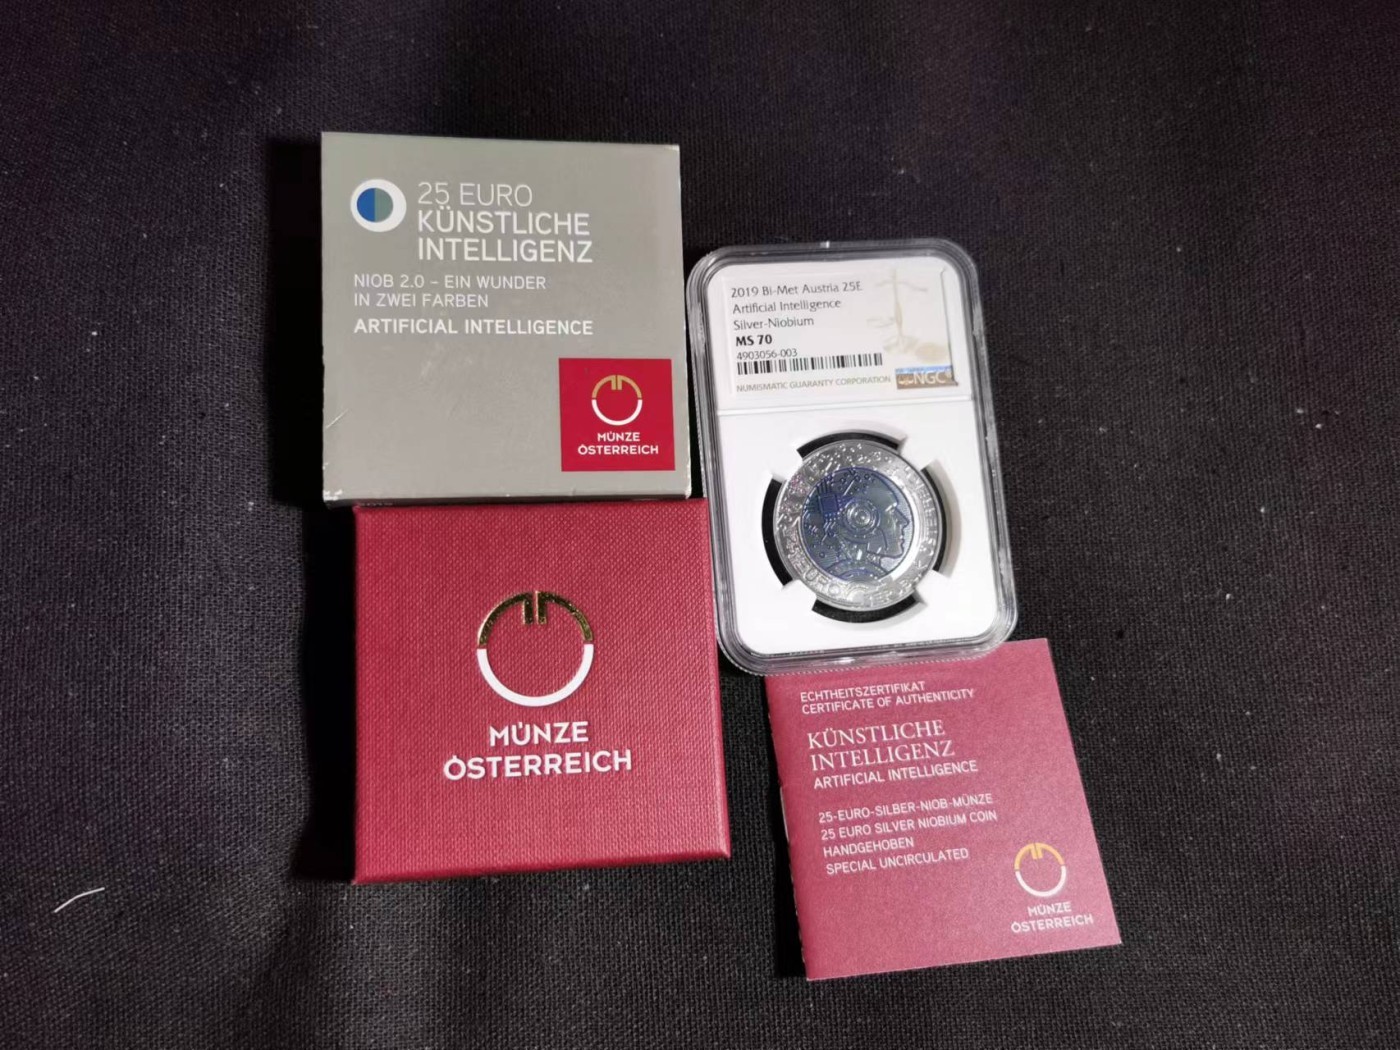 25 EURO
KÜNSTLICHE
INTELLIGENZ
NIOB 2.0 – EIN WUNDER
IN ZWEI FARBEN
ARTIFICIAL INTELLIGENCE
MÜNZE
ÖSTERREICH
MÜNZE
ÖSTERREICH
2019 Bi-Met Austria 25E
Artificial Intelligence
Silver-Niobium
MS 70
4903056-003
NUMISMATIC GUARANTY CORPORATION
NGC
ECHTHEITSZERTIFIKAT
CERTIFICATE OF AUTHENTICITY
KÜNSTLICHE
INTELLIGENZ
ARTIFICIAL INTELLIGENCE
25-EURO-SILBER-NIOB-MÜNZE
25 EURO SILVER NIOBIUM COIN
HANDGEHOBEN
SPECIAL UNCIRCULATED
MÜNZE
ÖSTERREICH